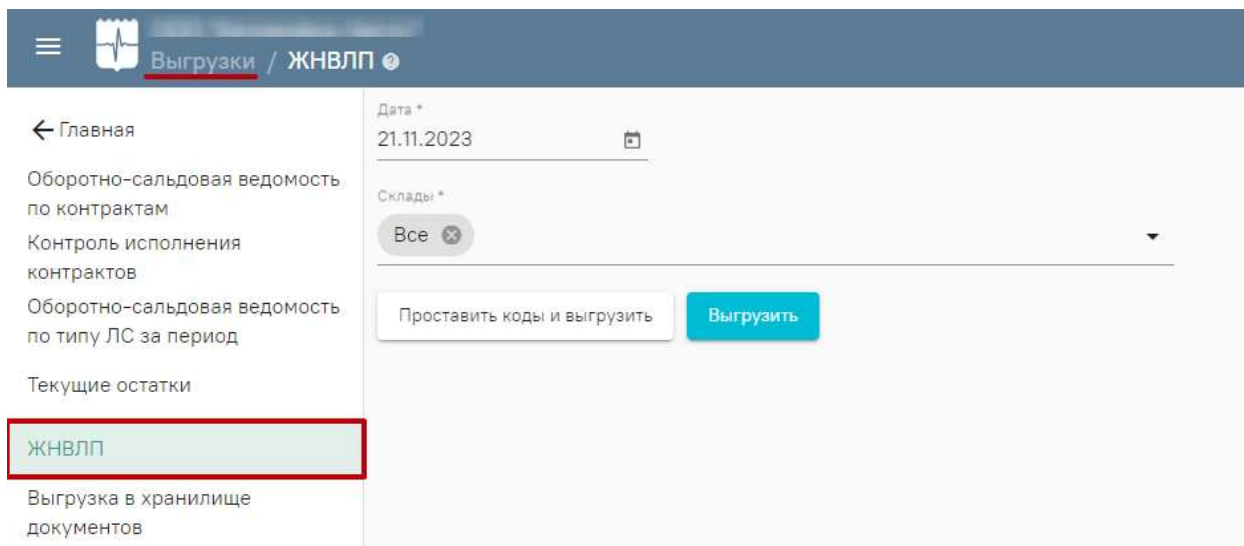 Выгрузки / ЖНВЛП
Главная
Оборотно-сальдовая ведомость
по контрактам
Контроль исполнения
контрактов
Оборотно-сальдовая ведомость
по типу ЛС за период
Текущие остатки
ЖНВЛП
Выгрузка в хранилище
документов
Дата *
21.11.2023
Склады *
Все
Проставить коды и выгрузить
Выгрузить